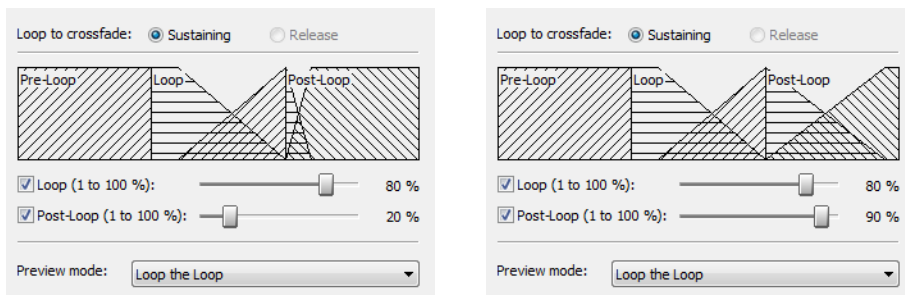 Loop to crossfade: Sustaining Release
Pre-Loop Loop Post-Loop
Loop (1 to 100 %): 80 %
Post-Loop (1 to 100 %): 20 %
Preview mode: Loop the Loop
Loop to crossfade: Sustaining Release
Pre-Loop Loop Post-Loop
Loop (1 to 100 %): 80 %
Post-Loop (1 to 100 %): 90 %
Preview mode: Loop the Loop